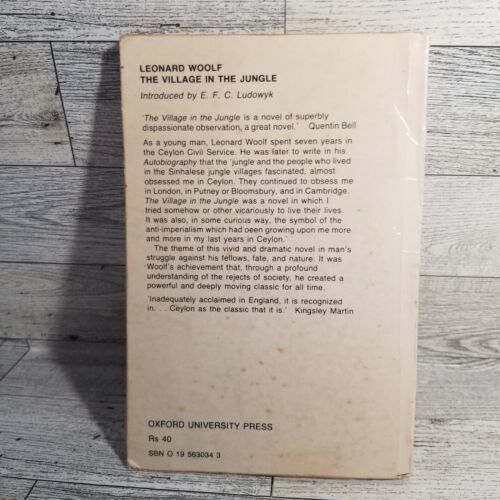 LEONARD WOOLF
THE VILLAGE IN THE JUNGLE
Introduced by E. F. C. Ludowyk
'The Village in the Jungle is a novel of superbly
dispassionate observation, a great novel.' Quentin Bell
As a young man, Leonard Woolf spent seven years in
the Ceylon Civil Service. He was later to write in his
Autobiography that the 'jungle and the people who lived
in the Sinhalese jungle villages fascinated, almost
obsessed me in Ceylon. They continued to obsess me
in London, in Putney or Bloomsbury, and in Cambridge.
The Village in the Jungle was a novel in which I
tried somehow or other vicariously to live their lives.
It was also, in some curious way, the symbol of the
anti-imperialism which had been growing upon me more
and more in my last years in Ceylon.'
The theme of this vivid and dramatic novel in man's
struggle against his fellows, fate, and nature. It was
Woolf's achievement that, through a profound
understanding of the rejects of society, he created a
powerful and deeply moving classic for all time.
'Inadequately acclaimed in England, it is recognized
in. . . Ceylon as the classic that it is.' Kingsley Martin
OXFORD UNIVERSITY PRESS
Rs 40
SBN O 19 563034 3